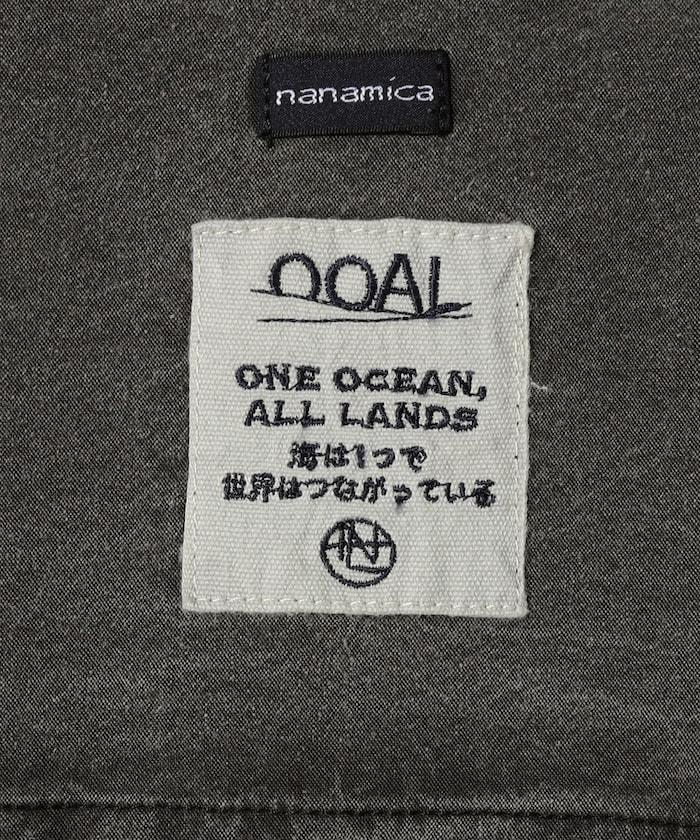 nanamica
OOAL
ONE OCEAN,
ALL LANDS
海は1つで
世界はつながっている